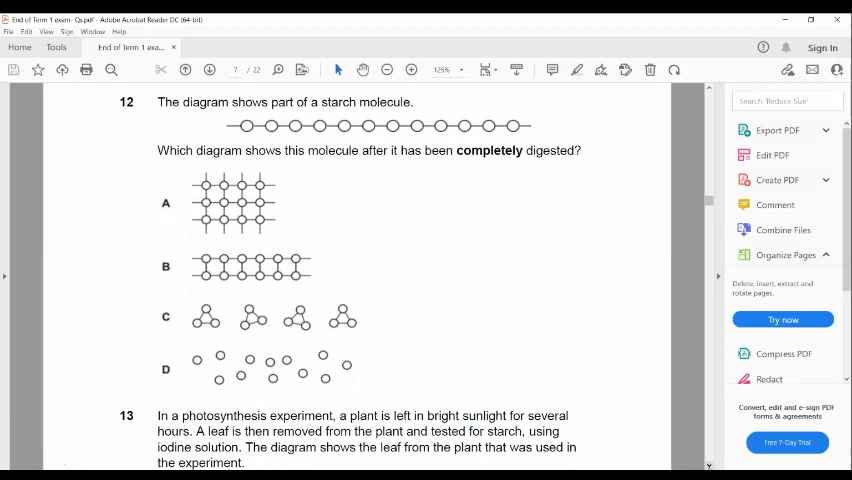 End of Term 1 exam- Qs.pdf - Adobe Acrobat Reader DC (64-bit)
File Edit View Sign Window Help
Home Tools End of Term 1 exa... × Sign In
7 / 22 125%
12 The diagram shows part of a starch molecule.
Which diagram shows this molecule after it has been completely digested?
A
B
C
D
13 In a photosynthesis experiment, a plant is left in bright sunlight for several
hours. A leaf is then removed from the plant and tested for starch, using
iodine solution. The diagram shows the leaf from the plant that was used in
the experiment.
Search 'Reduce Size'
Export PDF
Edit PDF
Create PDF
Comment
Combine Files
Organize Pages
Delete, insert, extract and
rotate pages.
Try now
Compress PDF
Redact
Convert, edit and e-sign PDF
forms & agreements
Free 7-Day Trial